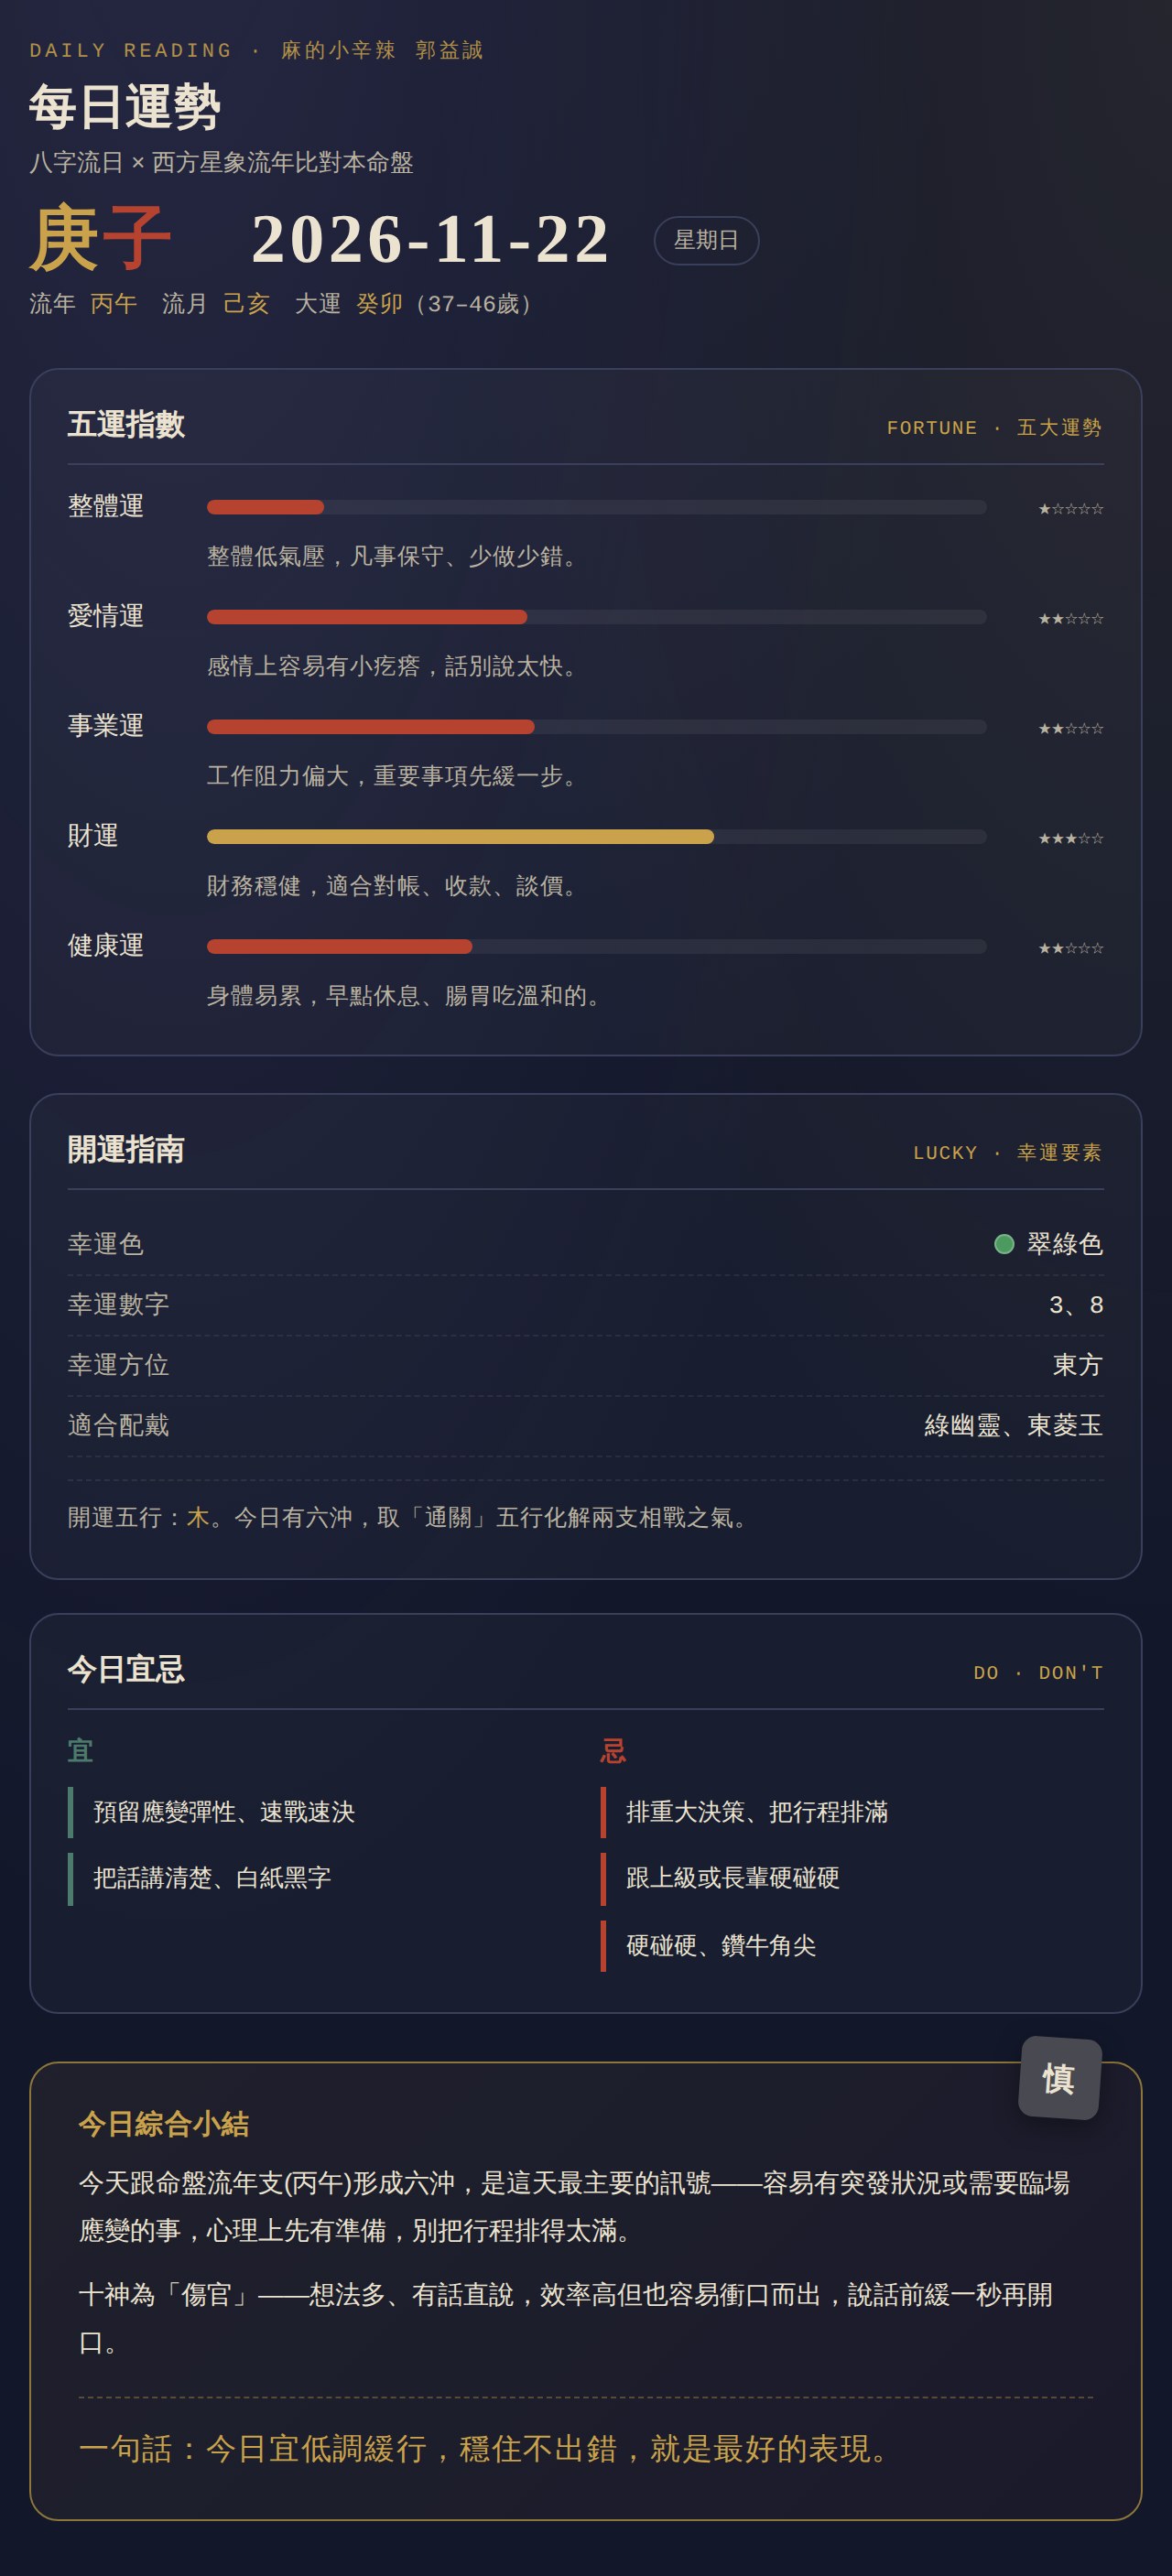 DAILY READING · 麻的小辛辣 郭益誠
每日運勢
八字流日 × 西方星象流年比對本命盤
庚子 2026-11-22 星期日
流年 丙午 流月 己亥 大運 癸卯（37–46歲）
五運指數 FORTUNE · 五大運勢
整體運 ★☆☆☆☆
整體低氣壓，凡事保守、少做少錯。
愛情運 ★★☆☆☆
感情上容易有小疙瘩，話別說太快。
事業運 ★★☆☆☆
工作阻力偏大，重要事項先緩一步。
財運 ★★★☆☆
財務穩健，適合對帳、收款、談價。
健康運 ★★☆☆☆
身體易累，早點休息、腸胃吃溫和的。
開運指南 LUCKY · 幸運要素
幸運色 翠綠色
幸運數字 3、8
幸運方位 東方
適合配戴 綠幽靈、東菱玉
開運五行：木。今日有六沖，取「通關」五行化解兩支相戰之氣。
今日宜忌 DO · DON'T
宜
預留應變彈性、速戰速決
把話講清楚、白紙黑字
忌
排重大決策、把行程排滿
跟上級或長輩硬碰硬
硬碰硬、鑽牛角尖
慎
今日綜合小結
今天跟命盤流年支(丙午)形成六沖，是這天最主要的訊號——容易有突發狀況或需要臨場
應變的事，心理上先有準備，別把行程排得太滿。
十神為「傷官」——想法多、有話直說，效率高但也容易衝口而出，說話前緩一秒再開
口。
一句話：今日宜低調緩行，穩住不出錯，就是最好的表現。